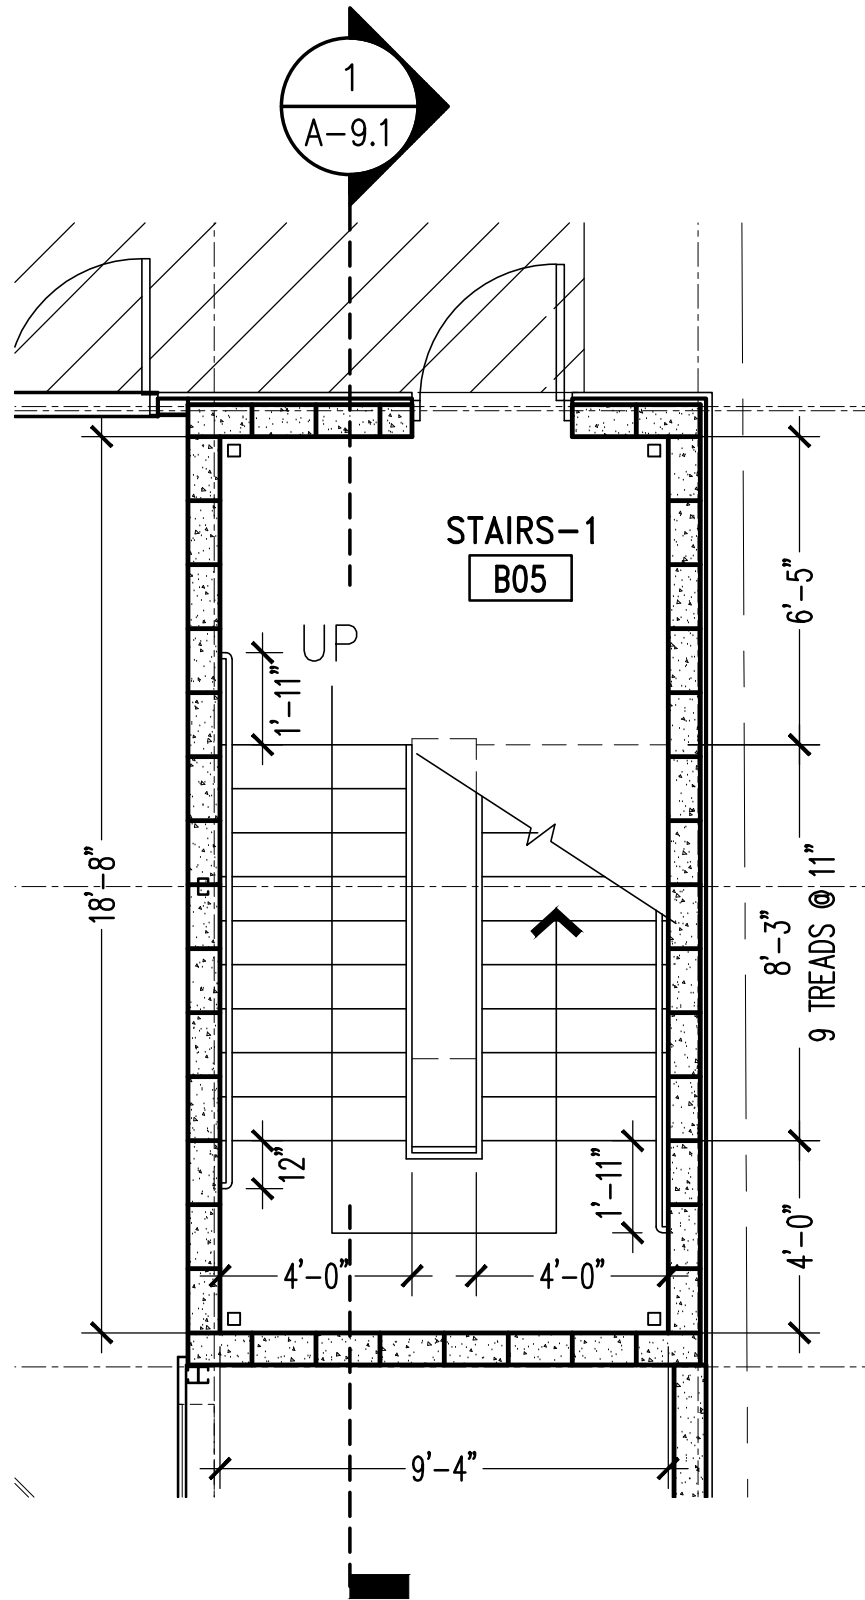 1
A-9.1
STAIRS-1
B05
UP
6'-5"
1'-11"
18'-8"
8'-3"
9 TREADS @ 11"
12"
1'-11"
4'-0"
4'-0"
4'-0"
9'-4"